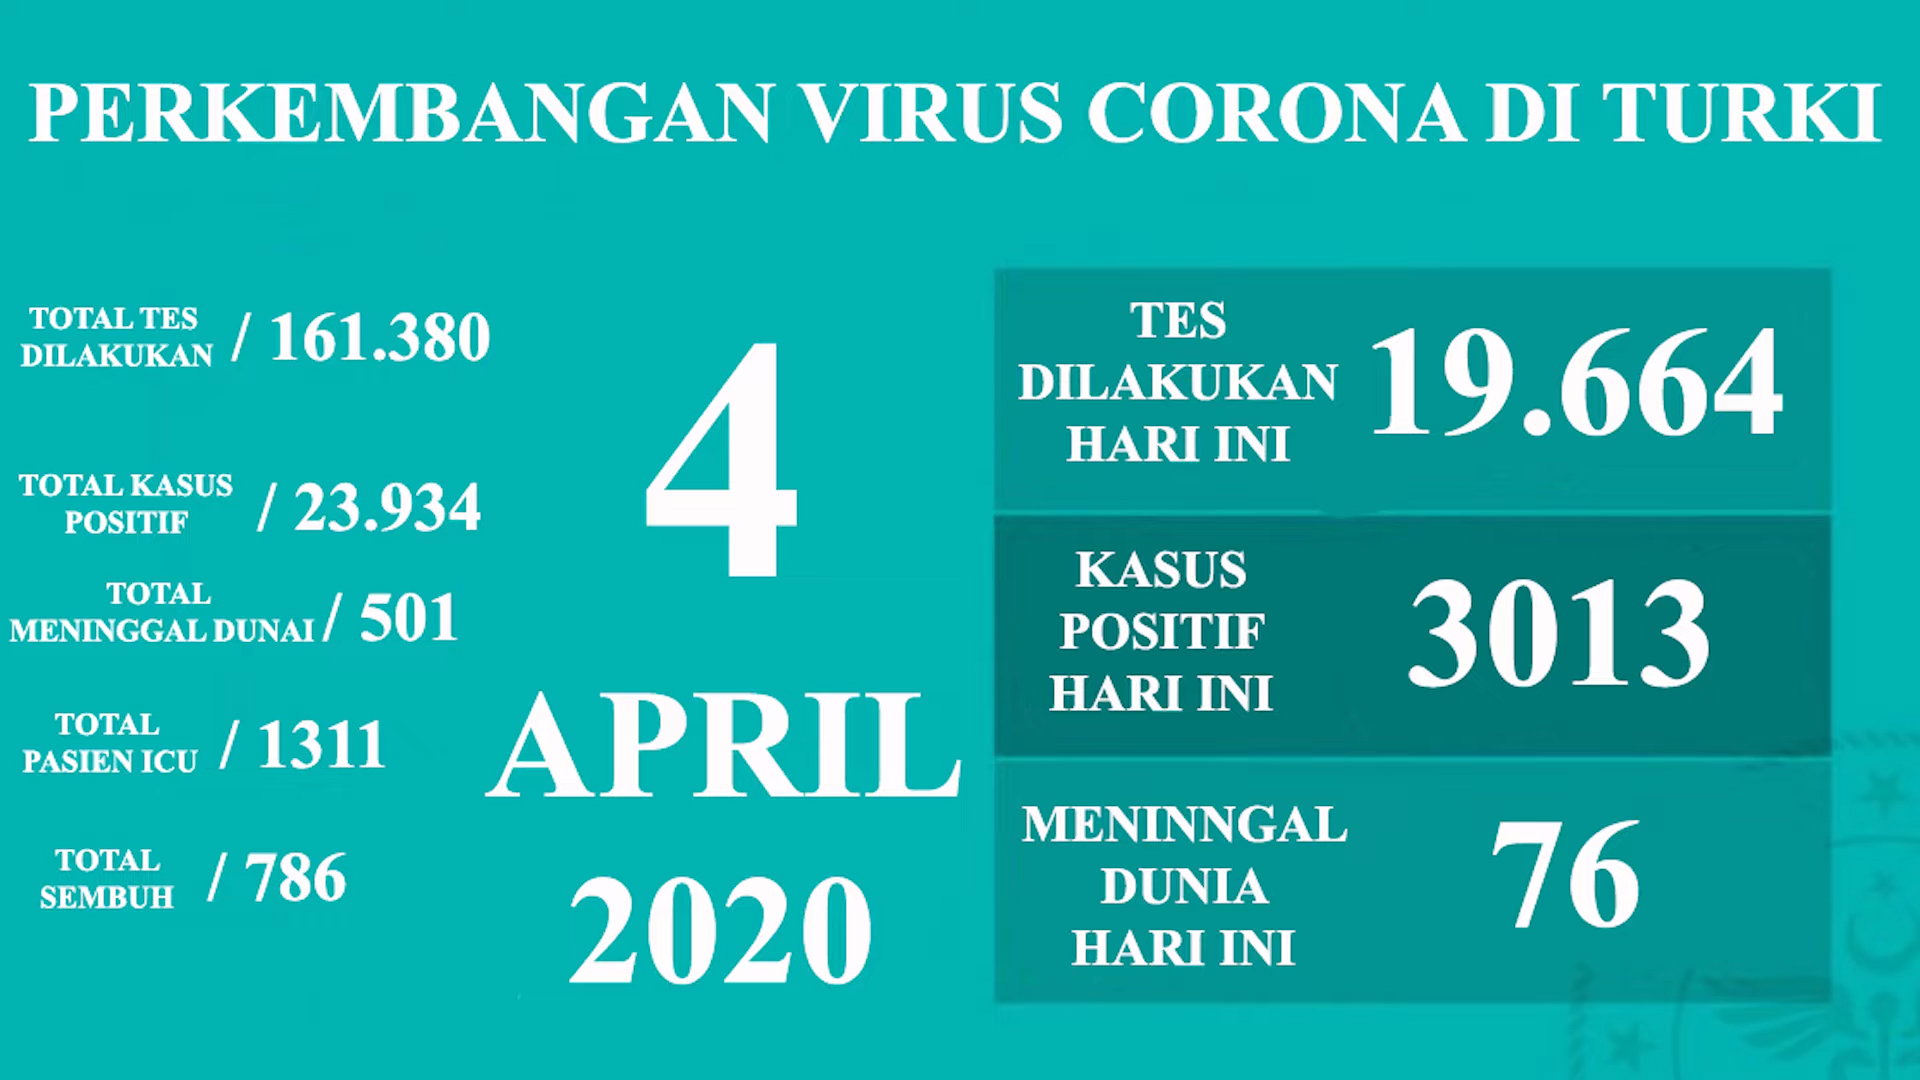 PERKEMBANGAN VIRUS CORONA DI TURKI
TOTAL TES
DILAKUKAN / 161.380
TOTAL KASUS
POSITIF / 23.934
TOTAL
MENINGGAL DUNAI / 501
TOTAL
PASIEN ICU / 1311
TOTAL
SEMBUH / 786
4
APRIL
2020
TES
DILAKUKAN
HARI INI
19.664
KASUS
POSITIF
HARI INI
3013
MENINNGAL
DUNIA
HARI INI
76